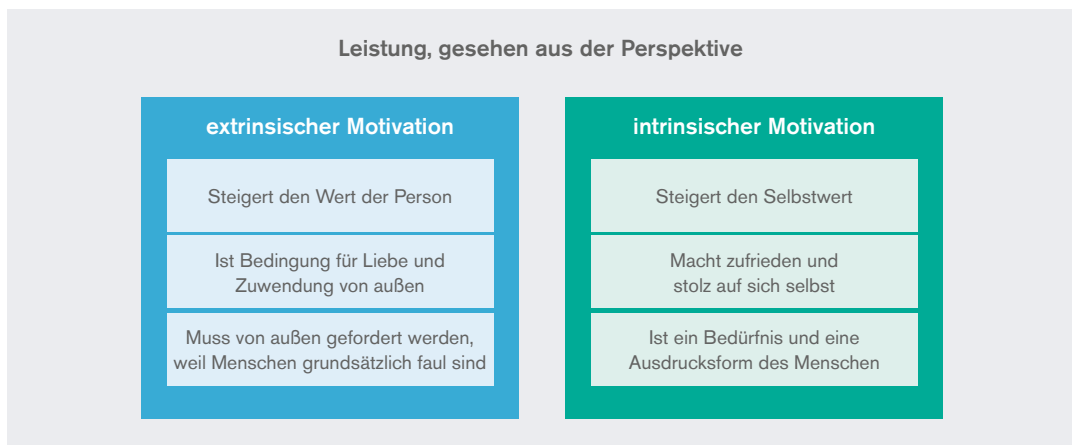 Leistung, gesehen aus der Perspektive
extrinsischer Motivation
Steigert den Wert der Person
Ist Bedingung für Liebe und
Zuwendung von außen
Muss von außen gefordert werden,
weil Menschen grundsätzlich faul sind
intrinsischer Motivation
Steigert den Selbstwert
Macht zufrieden und
stolz auf sich selbst
Ist ein Bedürfnis und eine
Ausdrucksform des Menschen